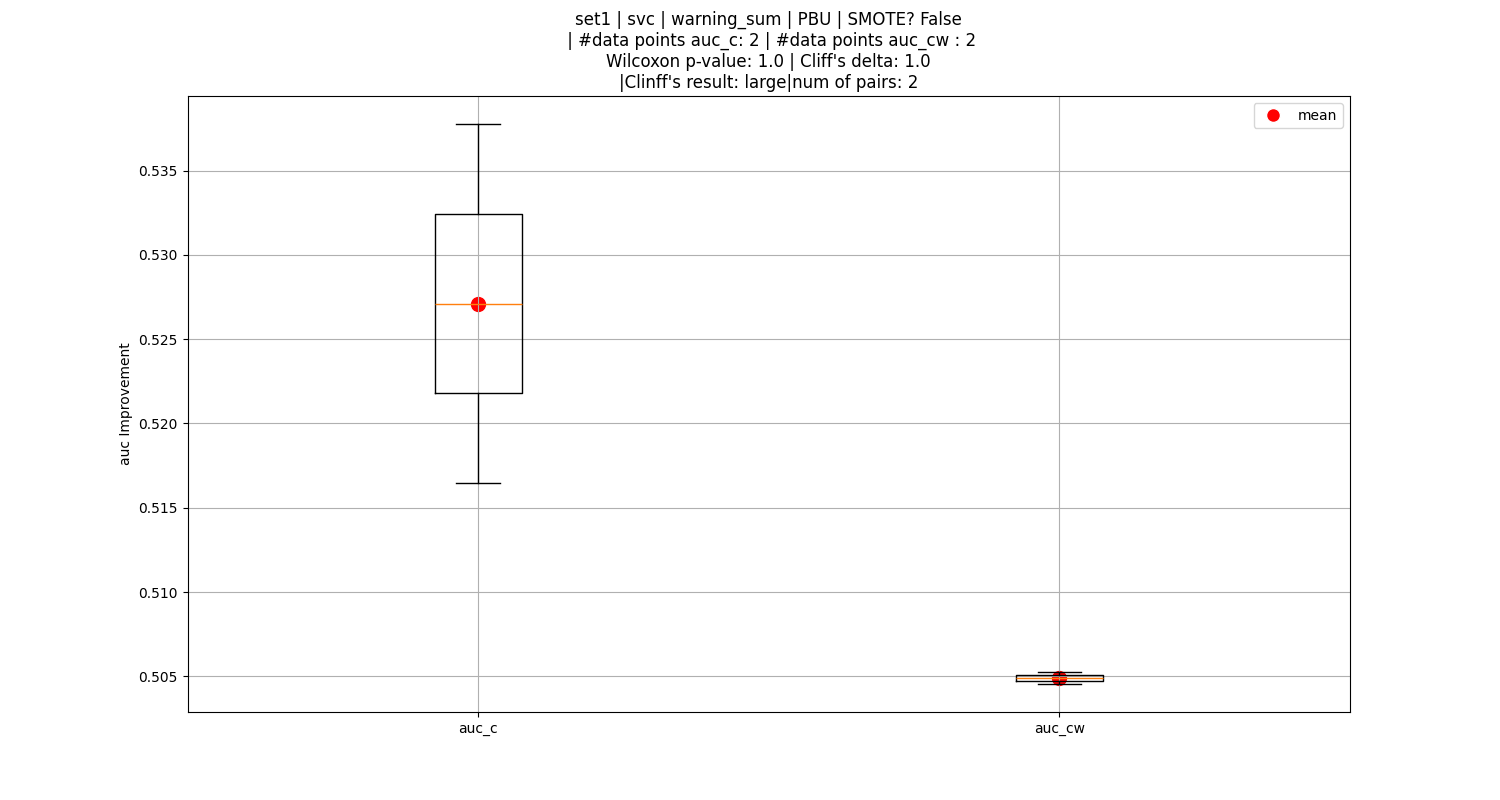 set1 | svc | warning_sum | PBU | SMOTE? False
| #data points auc_c: 2 | #data points auc_cw : 2
Wilcoxon p-value: 1.0 | Cliff's delta: 1.0
|Clinff's result: large|num of pairs: 2
mean
0.535
0.530
0.525
0.520
0.515
0.510
0.505
auc Improvement
auc_c
auc_cw